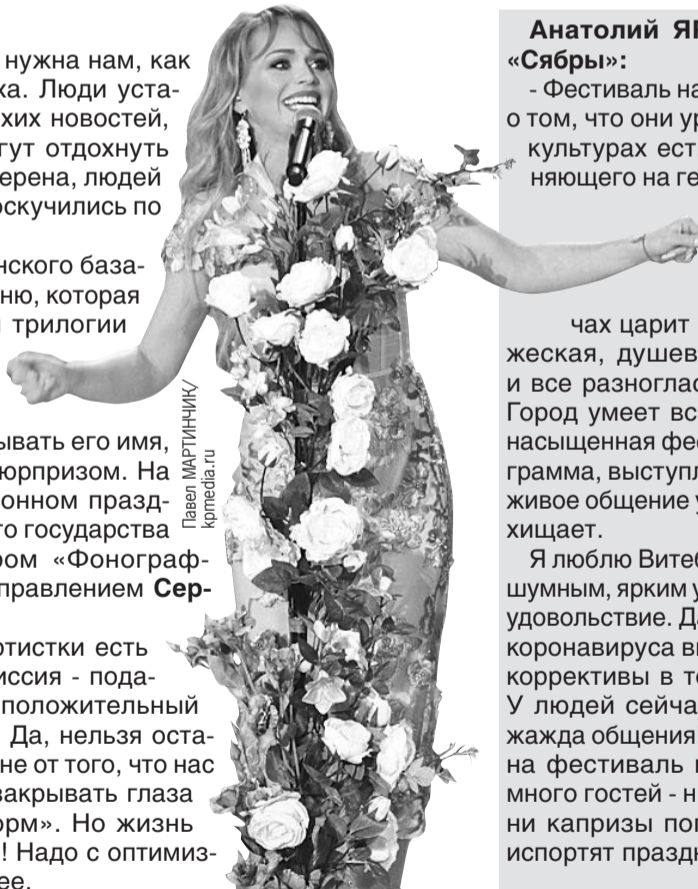 нужна нам, как
ха. Люди уста-
хих новостей,
гут отдохнуть
ерена, людей
оскучились по
нского база-
ню, которая
трилогии
ывать его имя,
юрпризом. На
онном празд-
го государства
ром «Фонограф-
правлением Сер-
ртистки есть
иссия - пода-
положительный
Да, нельзя оста-
не от того, что нас
закрывать глаза
орм». Но жизнь
! Надо с оптимиз-
ее.
Павел МАРТИНЧИК/
kpmedia.ru
Анатолий ЯР
«Сябры»:
- Фестиваль на
о том, что они ур
культурах ест
няющего на ге
чах царит
жеская, душев
и все разноглас
Город умеет вс
насыщенная фес
грамма, выступл
живое общение у
хищает.
Я люблю Витеб
шумным, ярким у
удовольствие. Да
коронавируса в
коррективы в те
У людей сейча
жажда общения
на фестиваль
много гостей - н
ни капризы пог
испортят праздн